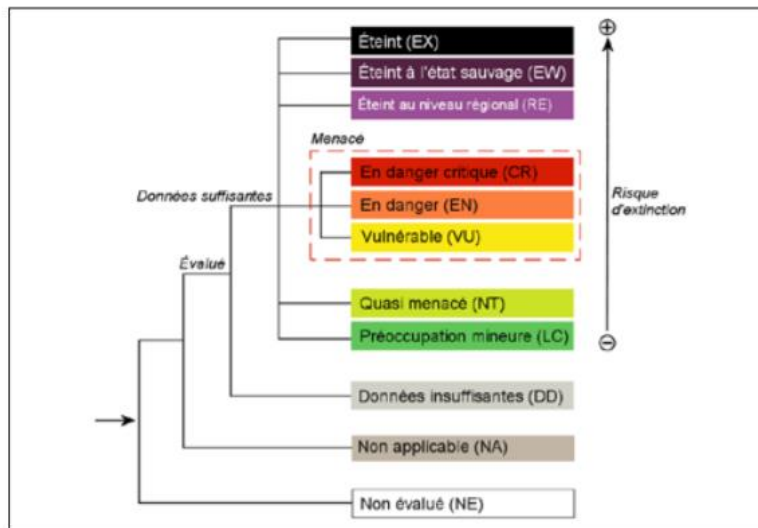 Éteint (EX)
Éteint à l'état sauvage (EW)
Éteint au niveau régional (RE)
Menacé
En danger critique (CR)
Données suffisantes
En danger (EN)
Risque
d'extinction
Vulnérable (VU)
Évalué
Quasi menacé (NT)
Préoccupation mineure (LC)
Données insuffisantes (DD)
Non applicable (NA)
Non évalué (NE)